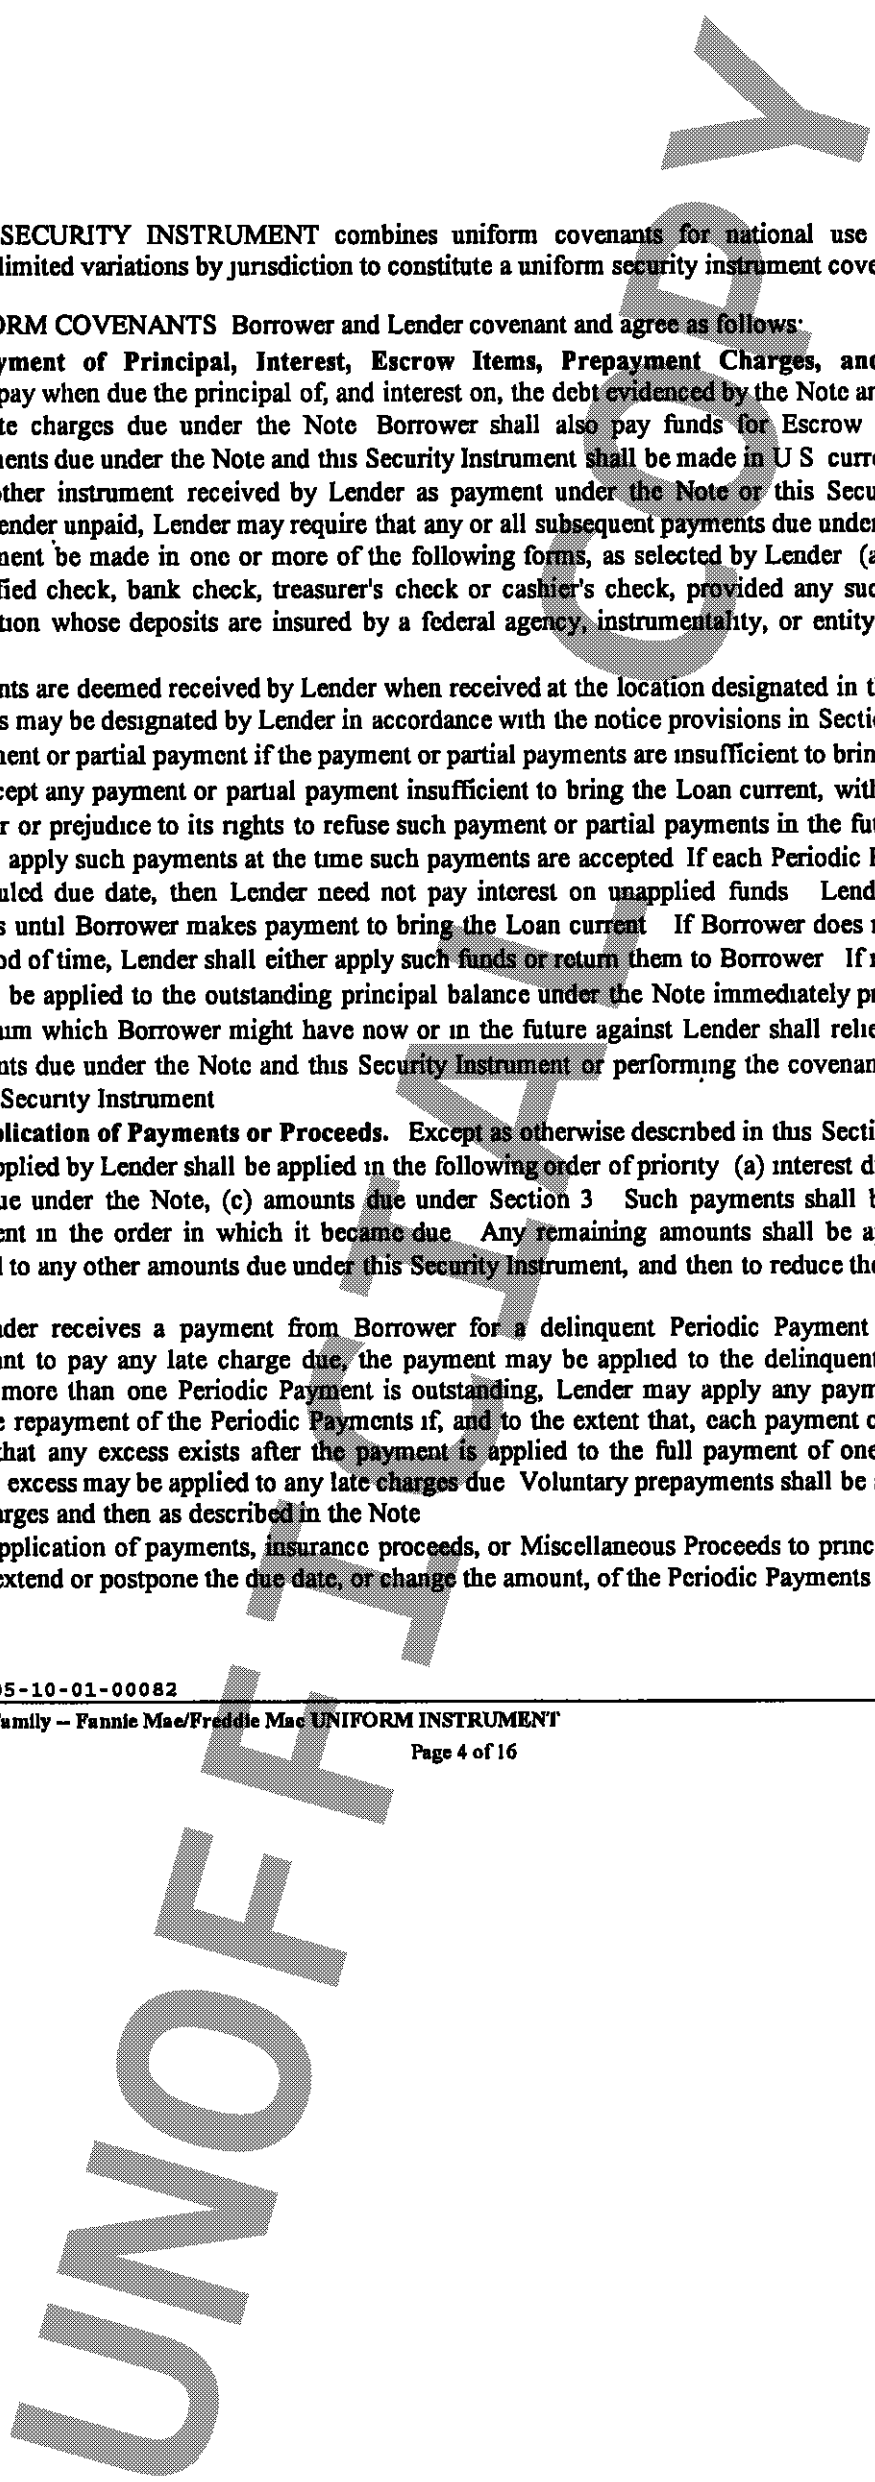 SECURITY INSTRUMENT combines uniform covenants for national use
limited variations by jurisdiction to constitute a uniform security instrument cove
ORM COVENANTS Borrower and Lender covenant and agree as follows:
yment of Principal, Interest, Escrow Items, Prepayment Charges, and
pay when due the principal of, and interest on, the debt evidenced by the Note an
te charges due under the Note Borrower shall also pay funds for Escrow
nents due under the Note and this Security Instrument shall be made in U S curre
other instrument received by Lender as payment under the Note or this Secu
ender unpaid, Lender may require that any or all subsequent payments due under
nent be made in one or more of the following forms, as selected by Lender (a
fied check, bank check, treasurer's check or cashier's check, provided any suc
tion whose deposits are insured by a federal agency, instrumentality, or entity
nts are deemed received by Lender when received at the location designated in t
s may be designated by Lender in accordance with the notice provisions in Secti
nent or partial payment if the payment or partial payments are insufficient to brin
cept any payment or partial payment insufficient to bring the Loan current, with
r or prejudice to its rights to refuse such payment or partial payments in the fut
apply such payments at the time such payments are accepted If each Periodic P
uled due date, then Lender need not pay interest on unapplied funds Lend
s until Borrower makes payment to bring the Loan current If Borrower does n
od of time, Lender shall either apply such funds or return them to Borrower If n
be applied to the outstanding principal balance under the Note immediately pr
um which Borrower might have now or in the future against Lender shall relie
nts due under the Note and this Security Instrument or performing the covenan
Security Instrument
plication of Payments or Proceeds. Except as otherwise described in this Secti
pplied by Lender shall be applied in the following order of priority (a) interest d
ue under the Note, (c) amounts due under Section 3 Such payments shall b
ent in the order in which it became due Any remaining amounts shall be a
l to any other amounts due under this Security Instrument, and then to reduce the
nder receives a payment from Borrower for a delinquent Periodic Payment
nt to pay any late charge due, the payment may be applied to the delinquent
more than one Periodic Payment is outstanding, Lender may apply any paym
e repayment of the Periodic Payments if, and to the extent that, each payment c
that any excess exists after the payment is applied to the full payment of one
excess may be applied to any late charges due Voluntary prepayments shall be a
arges and then as described in the Note
pplication of payments, insurance proceeds, or Miscellaneous Proceeds to princ
extend or postpone the due date, or change the amount, of the Periodic Payments
05-10-01-00082
Family – Fannie Mae/Freddie Mac UNIFORM INSTRUMENT
Page 4 of 16
UNOFFICIAL COPY